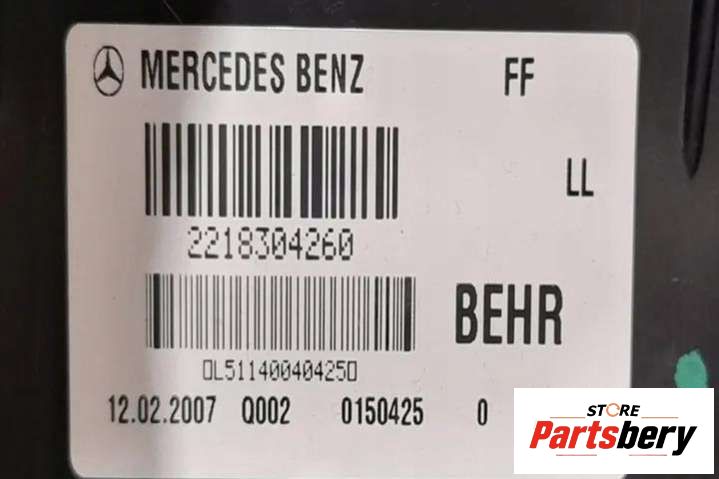 MERCEDES BENZ FF
LL
2218304260
BEHR
0L511400404250
12.02.2007 Q002 0150425 0
STORE
Partsbery